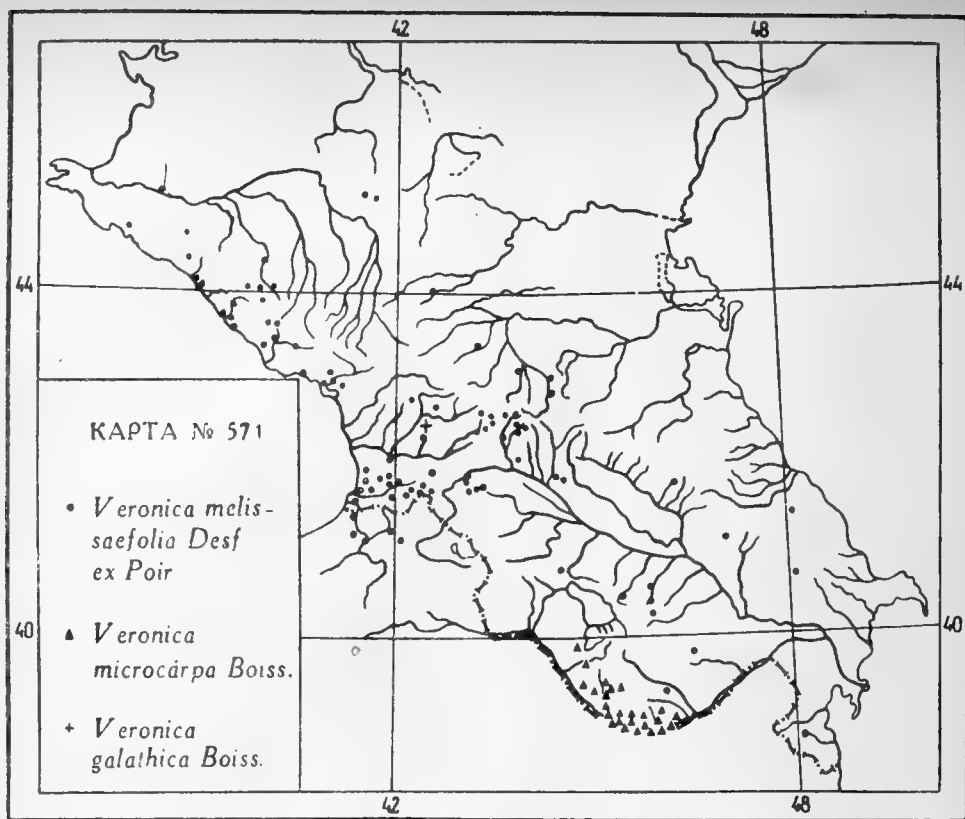 42 48
44 44
КАРТА № 571
• Veronica melis-
saefolia Desf
ex Poir
▲ Veronica
microcárpa Boiss.
+ Veronica
galathica Boiss.
40 40
42 48